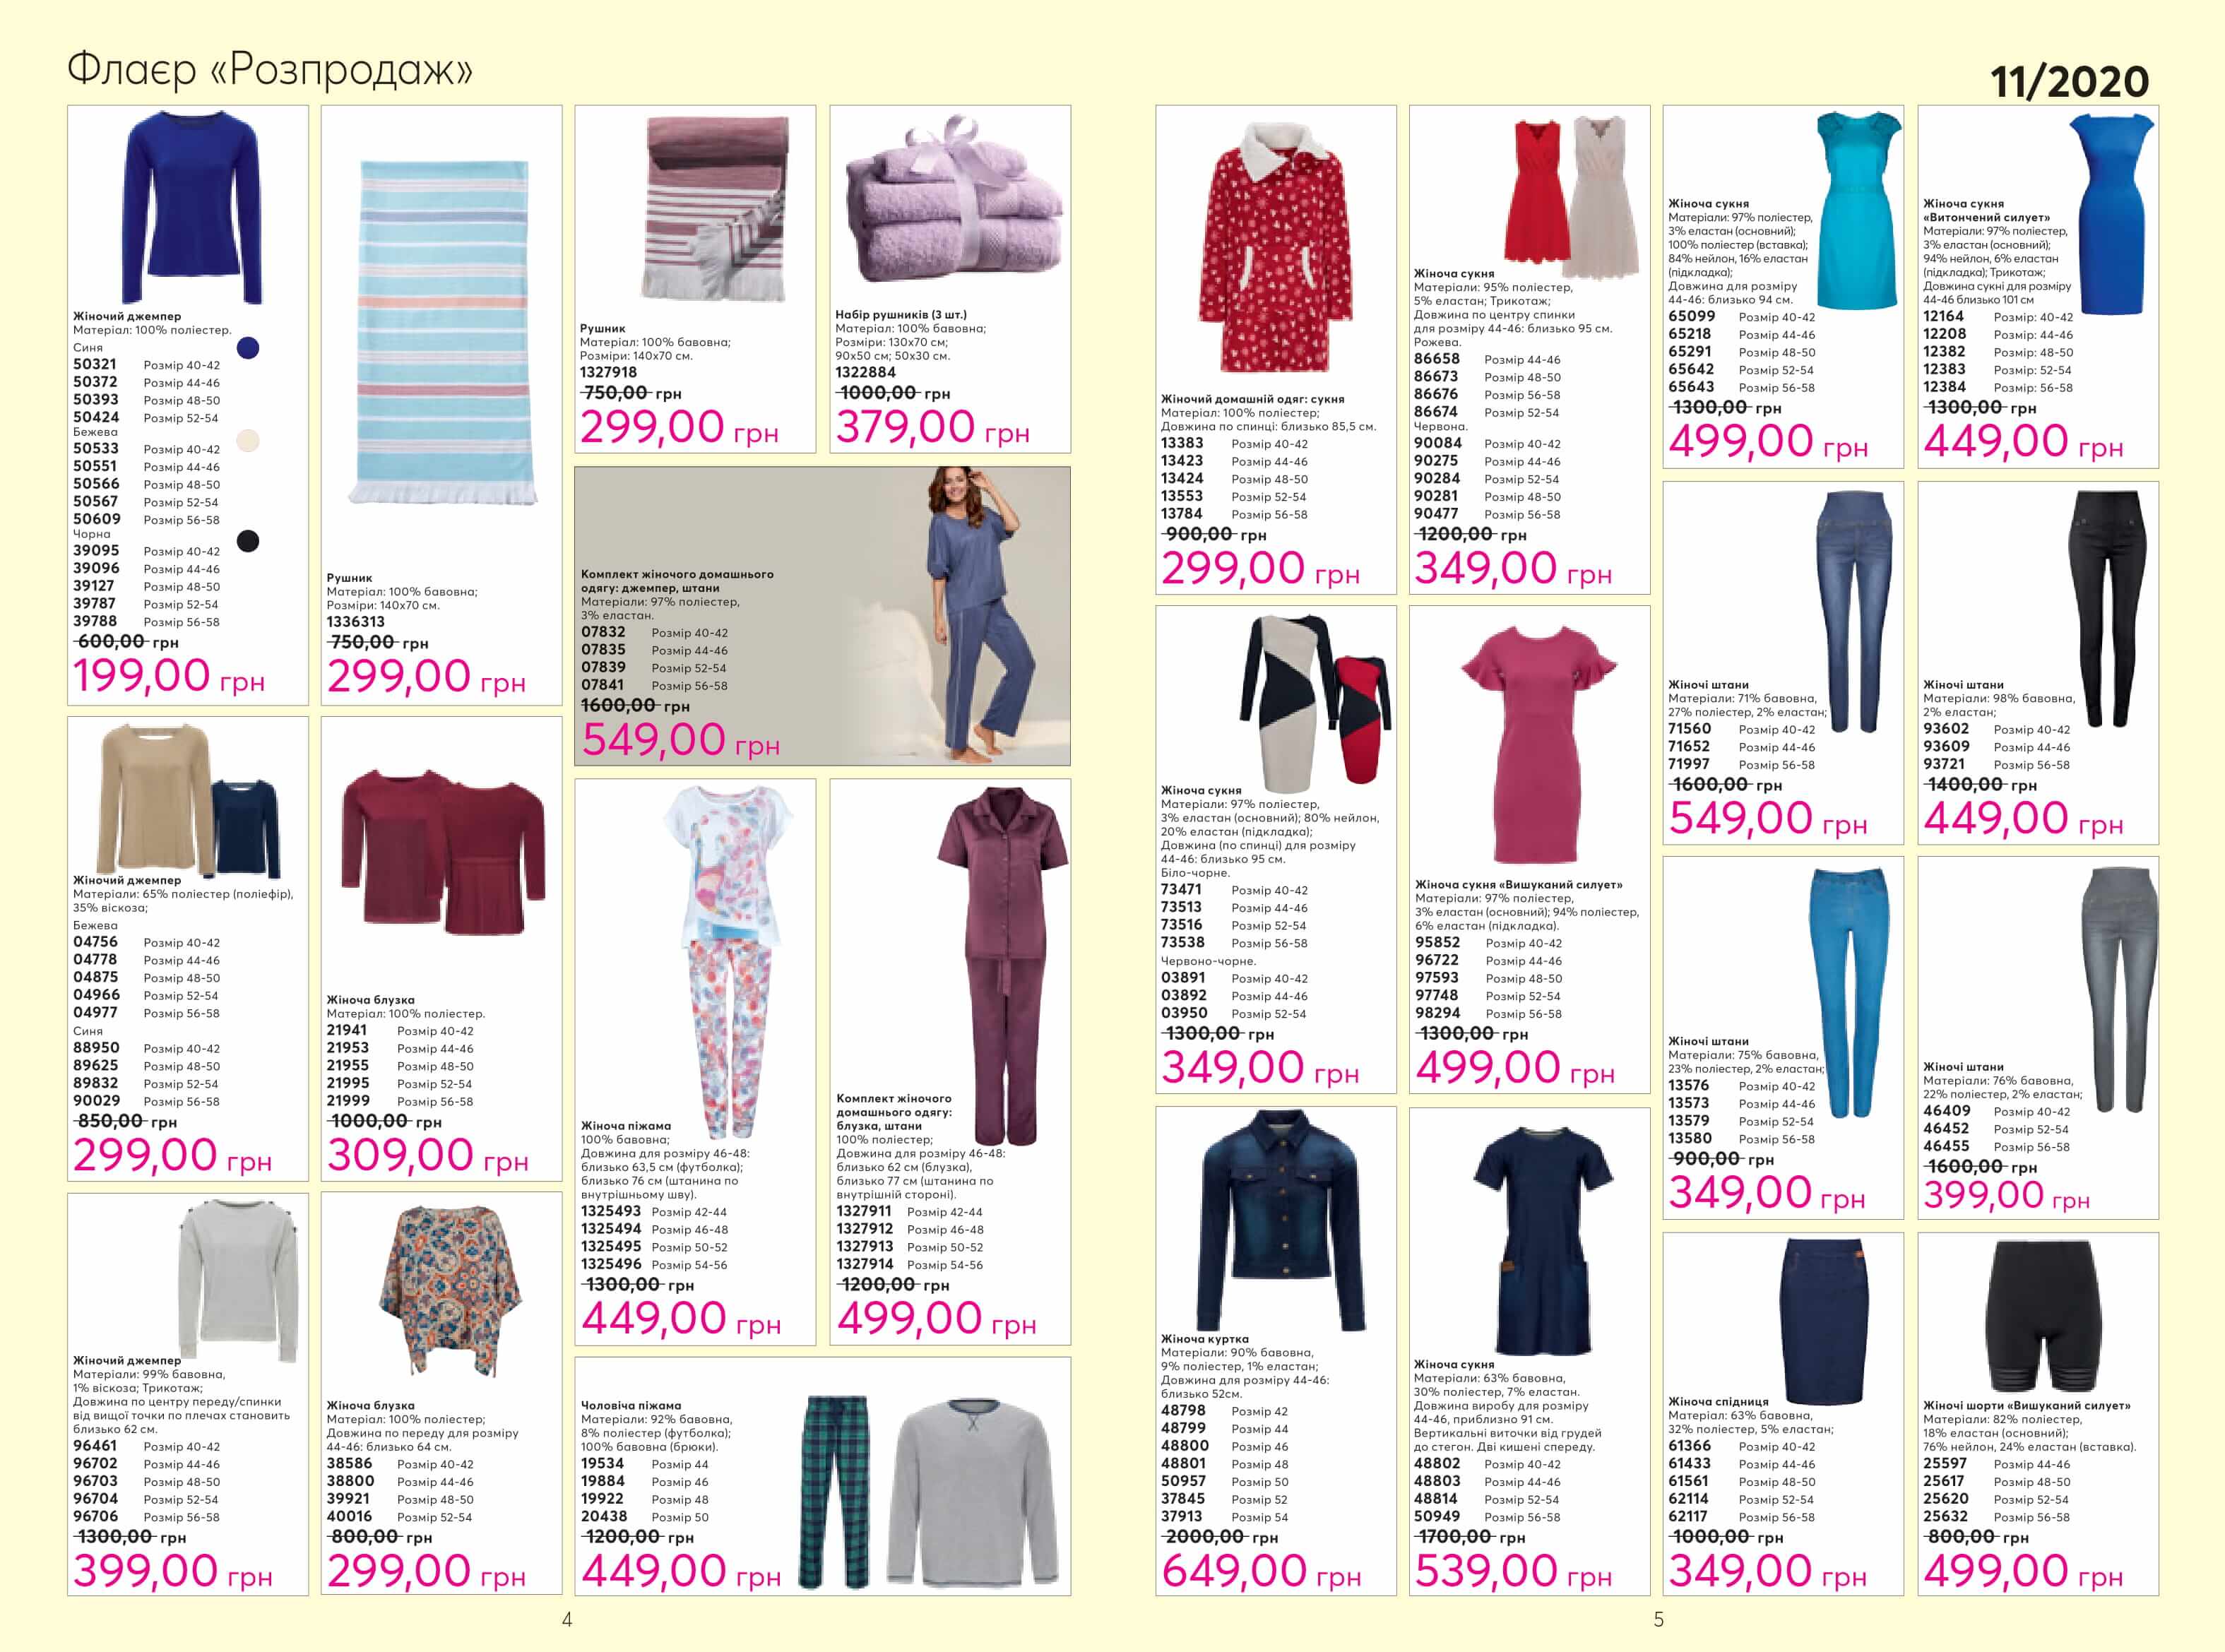 Флаєр «Розпродаж»
11/2020
Жіночий джемпер
Матеріал: 100% поліестер.
Синя
50321 Розмір 40-42
50372 Розмір 44-46
50393 Розмір 48-50
50424 Розмір 52-54
Бежева
50533 Розмір 40-42
50551 Розмір 44-46
50566 Розмір 48-50
50567 Розмір 52-54
50609 Розмір 56-58
Чорна
39095 Розмір 40-42
39096 Розмір 44-46
39127 Розмір 48-50
39787 Розмір 52-54
39788 Розмір 56-58
600,00 грн
199,00 грн
Рушник
Матеріал: 100% бавовна;
Розміри: 140х70 см.
1336313
750,00 грн
299,00 грн
Рушник
Матеріал: 100% бавовна;
Розміри: 140х70 см.
1327918
750,00 грн
299,00 грн
Набір рушників (3 шт.)
Матеріал: 100% бавовна;
Розміри: 130х70 см;
90х50 см; 50х30 см.
1322884
1000,00 грн
379,00 грн
Комплект жіночого домашнього
одягу: джемпер, штани
Матеріали: 97% поліестер,
3% еластан.
07832 Розмір 40-42
07835 Розмір 44-46
07839 Розмір 52-54
07841 Розмір 56-58
1600,00 грн
549,00 грн
Жіночий джемпер
Матеріали: 65% поліестер (поліефір),
35% віскоза;
Бежева
04756 Розмір 40-42
04778 Розмір 44-46
04875 Розмір 48-50
04966 Розмір 52-54
04977 Розмір 56-58
Синя
88950 Розмір 40-42
89625 Розмір 48-50
89832 Розмір 52-54
90029 Розмір 56-58
850,00 грн
299,00 грн
Жіноча блузка
Матеріал: 100% поліестер.
21941 Розмір 40-42
21953 Розмір 44-46
21955 Розмір 48-50
21995 Розмір 52-54
21999 Розмір 56-58
1000,00 грн
309,00 грн
Жіноча піжама
100% бавовна;
Довжина для розміру 46-48:
близько 63,5 см (футболка);
близько 76 см (штанина по
внутрішньому шву).
1325493 Розмір 42-44
1325494 Розмір 46-48
1325495 Розмір 50-52
1325496 Розмір 54-56
1300,00 грн
449,00 грн
Комплект жіночого
домашнього одягу:
блузка, штани
100% поліестер;
Довжина для розміру 46-48:
близько 62 см (блузка),
близько 77 см (штанина по
внутрішній стороні).
1327911 Розмір 42-44
1327912 Розмір 46-48
1327913 Розмір 50-52
1327914 Розмір 54-56
1200,00 грн
499,00 грн
Жіночий джемпер
Матеріали: 99% бавовна,
1% віскоза; Трикотаж;
Довжина по центру переду/спинки
від вищої точки по плечах становить
близько 62 см.
96461 Розмір 40-42
96702 Розмір 44-46
96703 Розмір 48-50
96704 Розмір 52-54
96706 Розмір 56-58
1300,00 грн
399,00 грн
Жіноча блузка
Матеріал: 100% поліестер;
Довжина по переду для розміру
44-46: близько 64 см.
38586 Розмір 40-42
38800 Розмір 44-46
39921 Розмір 48-50
40016 Розмір 52-54
800,00 грн
299,00 грн
Чоловіча піжама
Матеріали: 92% бавовна,
8% поліестер (футболка);
100% бавовна (брюки).
19534 Розмір 44
19884 Розмір 46
19922 Розмір 48
20438 Розмір 50
1200,00 грн
449,00 грн
4
Жіночий домашній одяг: сукня
Матеріал: 100% поліестер;
Довжина по спинці: близько 85,5 см.
13383 Розмір 40-42
13423 Розмір 44-46
13424 Розмір 48-50
13553 Розмір 52-54
13784 Розмір 56-58
900,00 грн
299,00 грн
Жіноча сукня
Матеріали: 95% поліестер,
5% еластан; Трикотаж;
Довжина по центру спинки
для розміру 44-46: близько 95 см.
Рожева.
86658 Розмір 44-46
86673 Розмір 48-50
86676 Розмір 56-58
86674 Розмір 52-54
Червона.
90084 Розмір 40-42
90275 Розмір 44-46
90284 Розмір 52-54
90281 Розмір 48-50
90477 Розмір 56-58
1200,00 грн
349,00 грн
Жіноча сукня
Матеріали: 97% поліестер,
3% еластан (основний);
100% поліестер (вставка);
84% нейлон, 16% еластан
(підкладка);
Довжина для розміру
44-46: близько 94 см.
65099 Розмір 40-42
65218 Розмір 44-46
65291 Розмір 48-50
65642 Розмір 52-54
65643 Розмір 56-58
1300,00 грн
499,00 грн
Жіноча сукня
«Витончений силует»
Матеріали: 97% поліестер,
3% еластан (основний);
94% нейлон, 6% еластан
(підкладка); Трикотаж;
Довжина сукні для розміру
44-46 близько 101 см
12164 Розмір: 40-42
12208 Розмір: 44-46
12382 Розмір: 48-50
12383 Розмір: 52-54
12384 Розмір: 56-58
1300,00 грн
449,00 грн
Жіночі штани
Матеріали: 71% бавовна,
27% поліестер, 2% еластан;
71560 Розмір 40-42
71652 Розмір 44-46
71997 Розмір 56-58
1600,00 грн
549,00 грн
Жіночі штани
Матеріали: 98% бавовна,
2% еластан;
93602 Розмір 40-42
93609 Розмір 44-46
93721 Розмір 56-58
1400,00 грн
449,00 грн
Жіноча сукня
Матеріали: 97% поліестер,
3% еластан (основний); 80% нейлон,
20% еластан (підкладка);
Довжина (по спинці) для розміру
44-46: близько 95 см.
Біло-чорне.
73471 Розмір 40-42
73513 Розмір 44-46
73516 Розмір 52-54
73538 Розмір 56-58
Червоно-чорне.
03891 Розмір 40-42
03892 Розмір 44-46
03950 Розмір 52-54
1300,00 грн
349,00 грн
Жіноча сукня «Вишуканий силует»
Матеріали: 97% поліестер,
3% еластан (основний); 94% поліестер,
6% еластан (підкладка).
95852 Розмір 40-42
96722 Розмір 44-46
97593 Розмір 48-50
97748 Розмір 52-54
98294 Розмір 56-58
1300,00 грн
499,00 грн
Жіночі штани
Матеріали: 75% бавовна,
23% поліестер, 2% еластан;
13576 Розмір 40-42
13573 Розмір 44-46
13579 Розмір 52-54
13580 Розмір 56-58
900,00 грн
349,00 грн
Жіночі штани
Матеріали: 76% бавовна,
22% поліестер, 2% еластан;
46409 Розмір 40-42
46452 Розмір 52-54
46455 Розмір 56-58
1600,00 грн
399,00 грн
Жіноча куртка
Матеріали: 90% бавовна,
9% поліестер, 1% еластан;
Довжина для розміру 44-46:
близько 52см.
48798 Розмір 42
48799 Розмір 44
48800 Розмір 46
48801 Розмір 48
50957 Розмір 50
37845 Розмір 52
37913 Розмір 54
2000,00 грн
649,00 грн
Жіноча сукня
Матеріали: 63% бавовна,
30% поліестер, 7% еластан.
Довжина виробу для розміру
44-46, приблизно 91 см.
Вертикальні виточки від грудей
до стегон. Дві кишені спереду.
48802 Розмір 40-42
48803 Розмір 44-46
48814 Розмір 52-54
50949 Розмір 56-58
1700,00 грн
539,00 грн
Жіноча спідниця
Матеріал: 63% бавовна,
32% поліестер, 5% еластан;
61366 Розмір 40-42
61433 Розмір 44-46
61561 Розмір 48-50
62114 Розмір 52-54
62117 Розмір 56-58
1000,00 грн
349,00 грн
Жіночі шорти «Вишуканий силует»
Матеріали: 82% поліестер,
18% еластан (основний);
76% нейлон, 24% еластан (вставка).
25597 Розмір 44-46
25617 Розмір 48-50
25620 Розмір 52-54
25632 Розмір 56-58
800,00 грн
499,00 грн
5